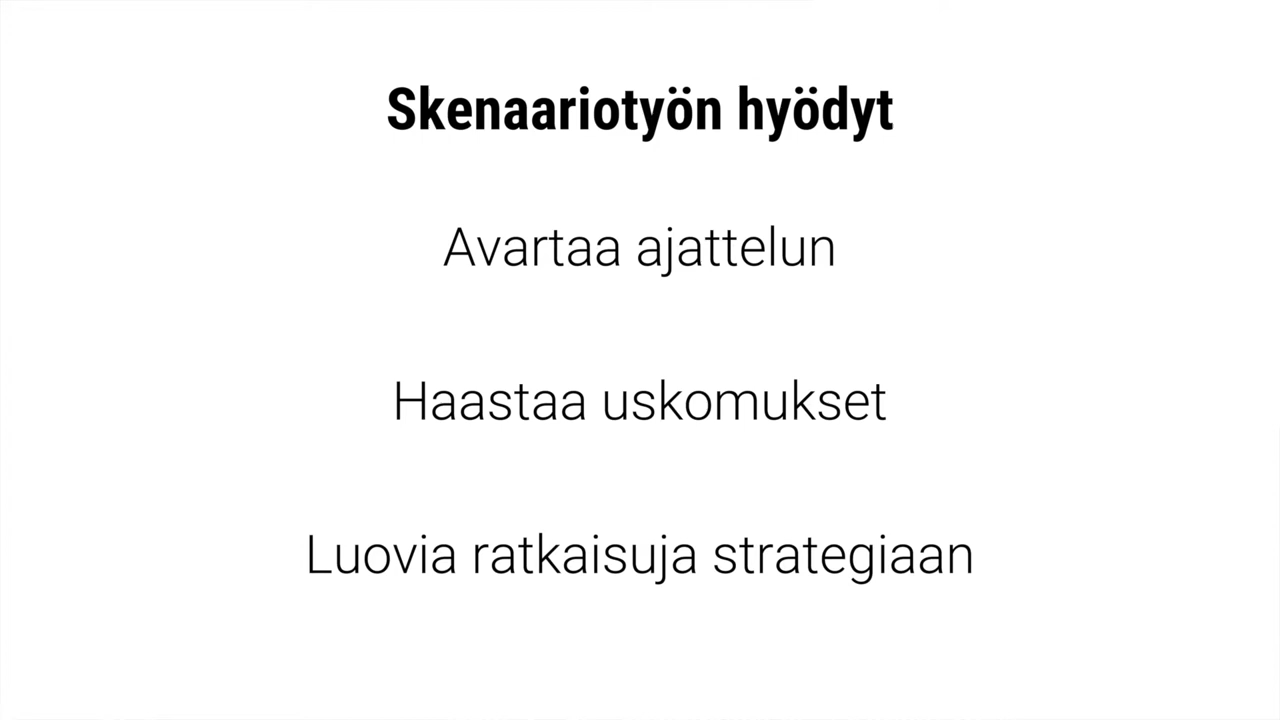 Skenaariotyön hyödyt
Avartaa ajattelun
Haastaa uskomukset
Luovia ratkaisuja strategiaan